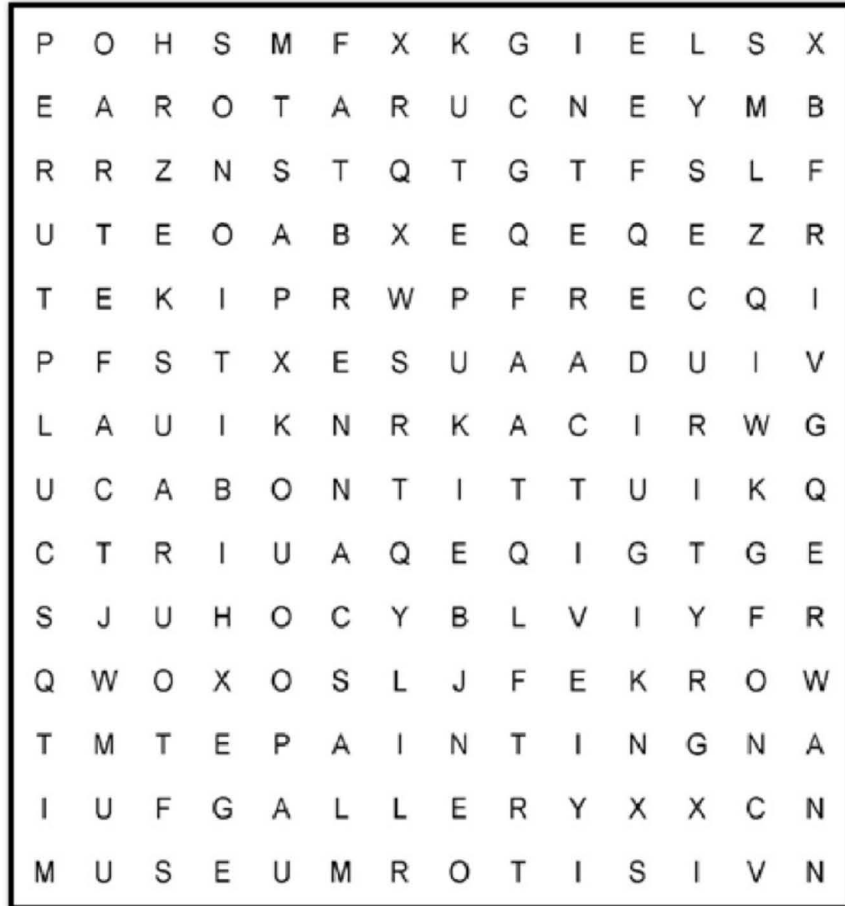 P O H S M F X K G I E L S X
E A R O T A R U C N E Y M B
R R Z N S T Q T G T F S L F
U T E O A B X E Q E Q E Z R
T E K I P R W P F R E C Q I
P F S T X E S U A A D U I V
L A U I K N R K A C I R W G
U C A B O N T I T T U I K Q
C T R I U A Q E Q I G T G E
S J U H O C Y B L V I Y F R
Q W O X O S L J F E K R O W
T M T E P A I N T I N G N A
I U F G A L L E R Y X X C N
M U S E U M R O T I S I V N